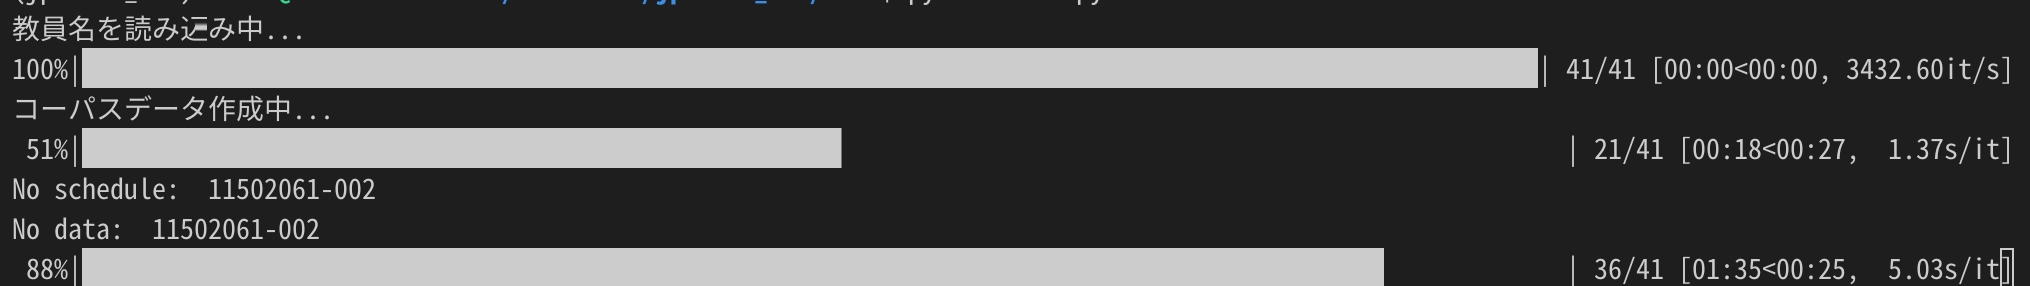 教員名を読み込み中...
100%| | 41/41 [00:00<00:00, 3432.60it/s]
コーパスデータ作成中...
51%| | 21/41 [00:18<00:27, 1.37s/it]
No schedule: 11502061-002
No data: 11502061-002
88%| | 36/41 [01:35<00:25, 5.03s/it]